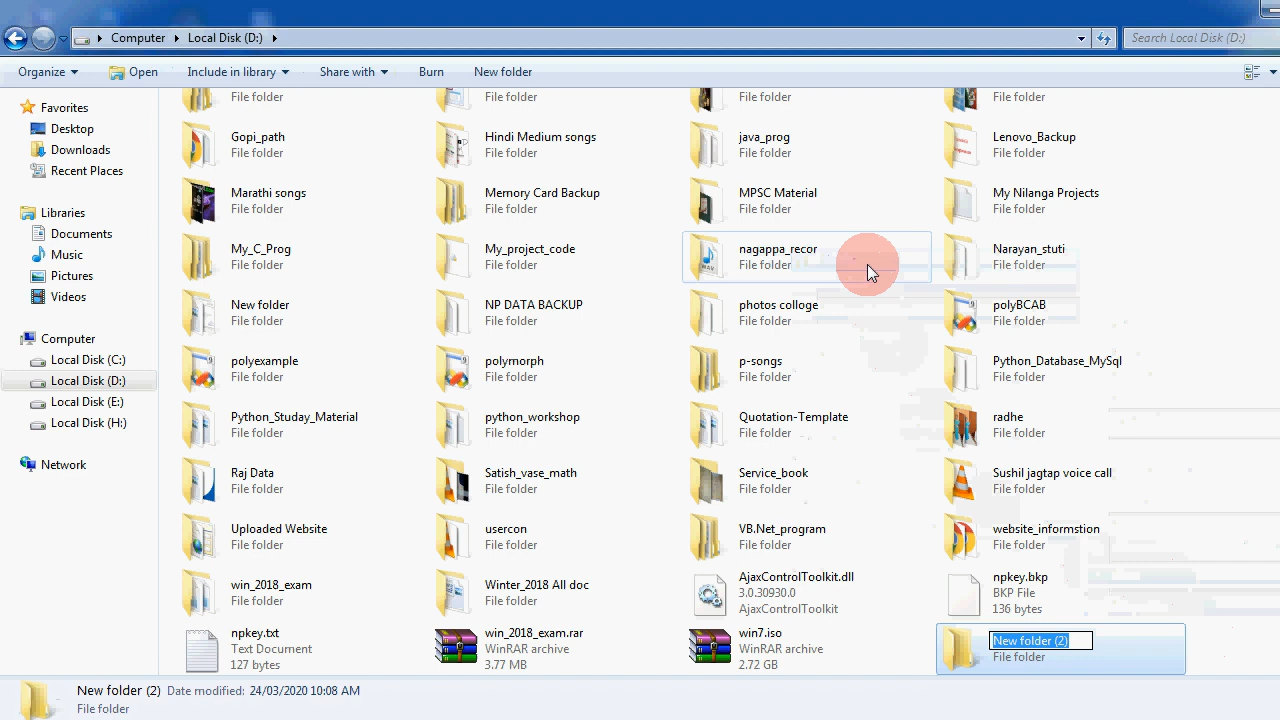 Computer Local Disk (D:)
Search Local Disk (D:)
Organize Open Include in library Share with Burn New folder
Favorites
Desktop
Downloads
Recent Places
Libraries
Documents
Music
Pictures
Videos
Computer
Local Disk (C:)
Local Disk (D:)
Local Disk (E:)
Local Disk (H:)
Network
File folder File folder File folder File folder
Gopi_path Hindi Medium songs java_prog Lenovo_Backup
File folder File folder File folder File folder
Marathi songs Memory Card Backup MPSC Material My Nilanga Projects
File folder File folder File folder File folder
My_C_Prog My_project_code nagappa_recor Narayan_stuti
File folder File folder File folder File folder
New folder NP DATA BACKUP photos colloge polyBCAB
File folder File folder File folder File folder
polyexample polymorph p-songs Python_Database_MySql
File folder File folder File folder File folder
Python_Studay_Material python_workshop Quotation-Template radhe
File folder File folder File folder File folder
Raj Data Satish_vase_math Service_book Sushil jagtap voice call
File folder File folder File folder File folder
Uploaded Website usercon VB.Net_program website_informstion
File folder File folder File folder File folder
win_2018_exam Winter_2018 All doc AjaxControlToolkit.dll npkey.bkp
File folder File folder 3.0.30930.0 BKP File
AjaxControlToolkit 136 bytes
npkey.txt win_2018_exam.rar win7.iso New folder (2)
Text Document WinRAR archive WinRAR archive File folder
127 bytes 3.77 MB 2.72 GB
New folder (2) Date modified: 24/03/2020 10:08 AM
File folder